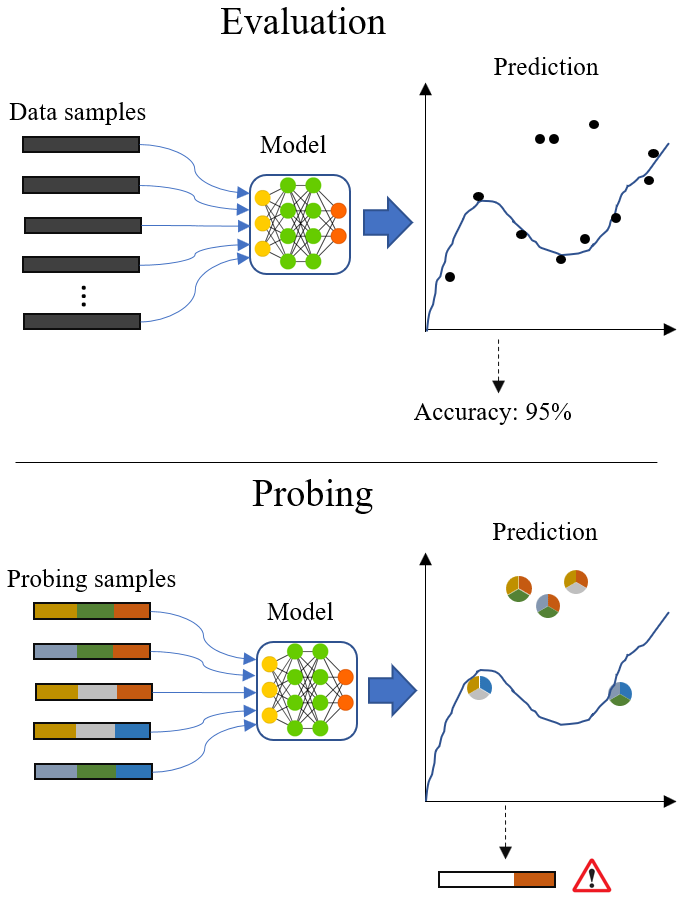 Evaluation
Prediction
Data samples
Model
Accuracy: 95%
Probing
Prediction
Probing samples
Model